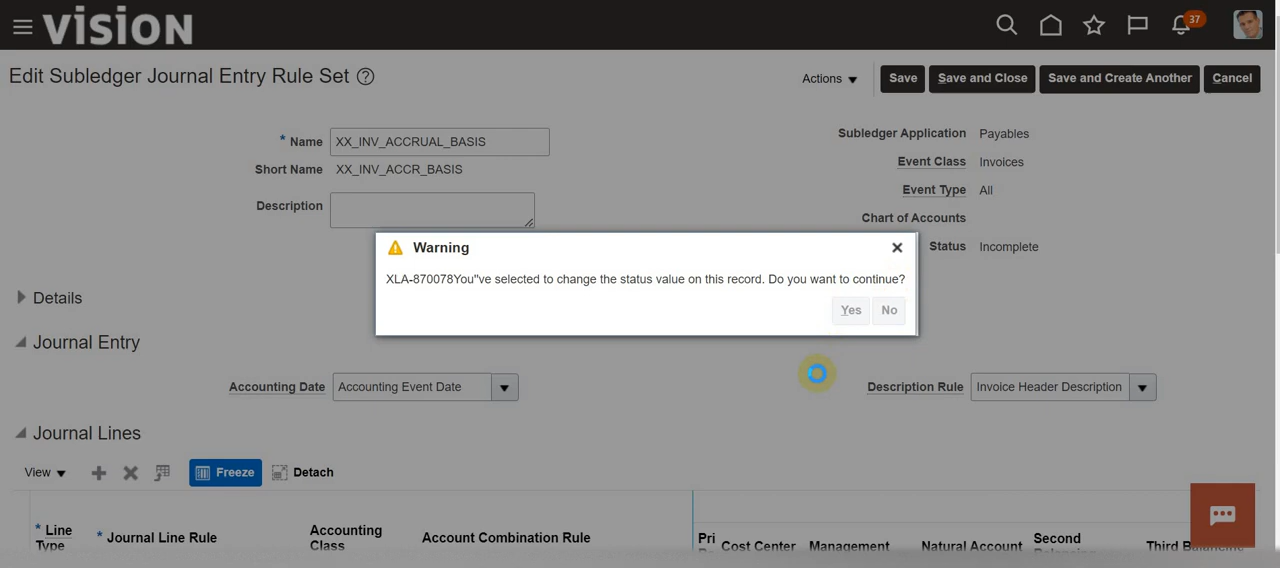 vision
37
Edit Subledger Journal Entry Rule Set ?
Actions
Save
Save and Close
Save and Create Another
Cancel
* Name XX_INV_ACCRUAL_BASIS
Short Name XX_INV_ACCR_BASIS
Description
Subledger Application Payables
Event Class Invoices
Event Type All
Chart of Accounts
Status Incomplete
Warning
XLA-870078You"ve selected to change the status value on this record. Do you want to continue?
Yes
No
Details
Journal Entry
Accounting Date Accounting Event Date
Description Rule Invoice Header Description
Journal Lines
View
Freeze
Detach
* Line Type
* Journal Line Rule
Accounting Class
Account Combination Rule
Pri
Cost Center
Management
Natural Account
Second
Third